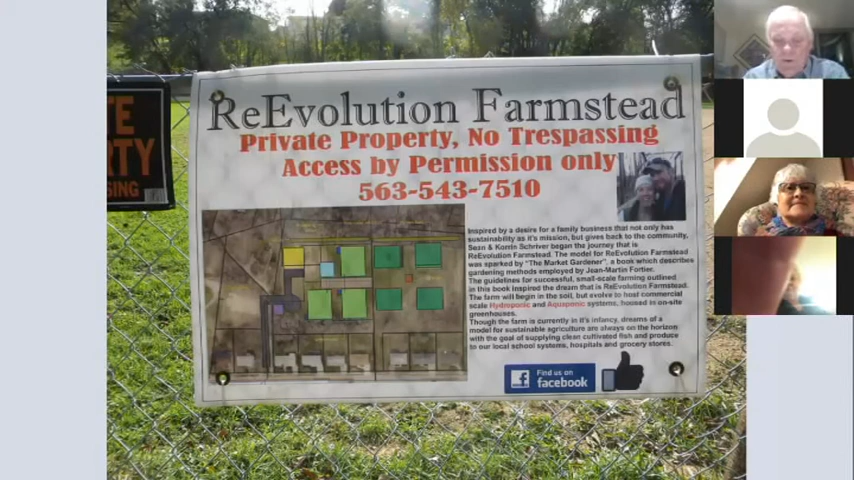 TE
RTY
SING
ReEvolution Farmstead
Private Property, No Trespassing
Access by Permission only
563-543-7510
Inspired by a desire for a family business that not only has
sustainability as it's mission, but gives back to the community,
Sean & Korrin Schriver began the journey that is
ReEvolution Farmstead. The model for ReEvolution Farmstead
was sparked by "The Market Gardener", a book which describes
gardening methods employed by Jean-Martin Fortier.
The guidelines for successful, small-scale farming outlined
in this book inspired the dream that is ReEvolution Farmstead.
The farm will begin in the soil, but evolve to host commercial
scale Hydroponic and Aquaponic systems, housed in on-site
greenhouses.
Though the farm is currently in it's infancy, dreams of a
model for sustainable agriculture are always on the horizon
with the goal of supplying clean cultivated fish and produce
to our local school systems, hospitals and grocery stores.
f Find us on
facebook